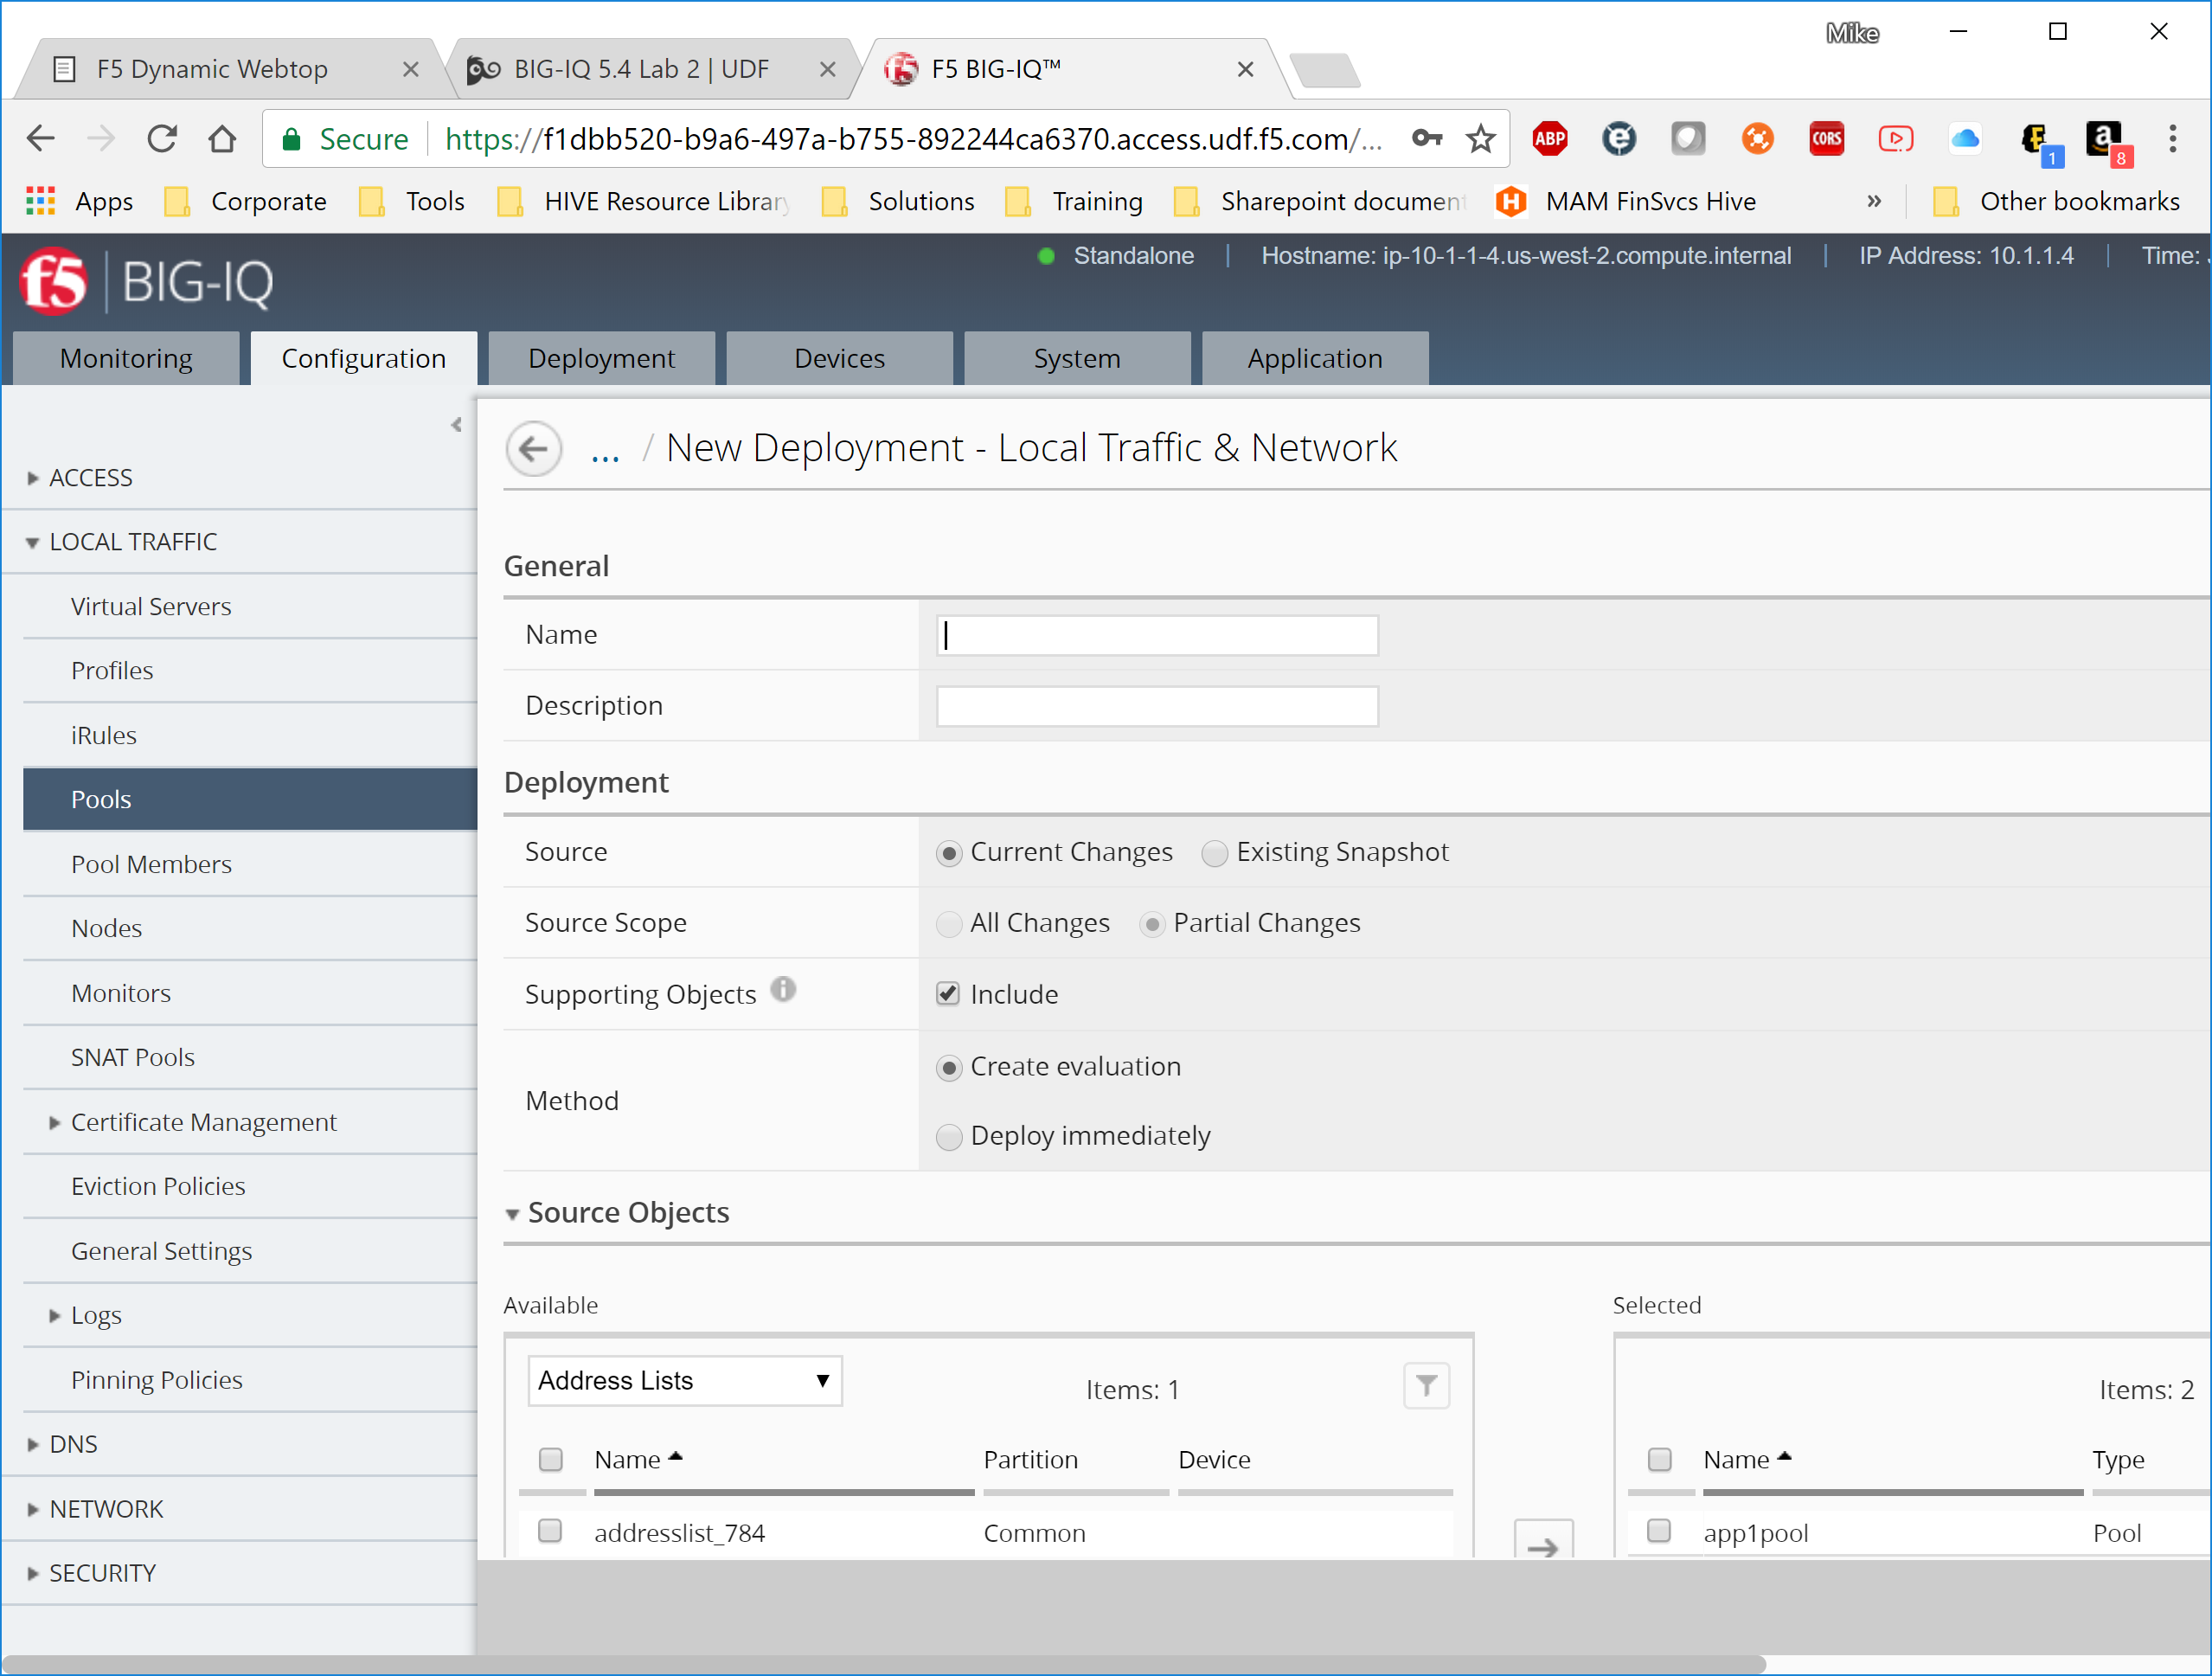 Mike
F5 Dynamic Webtop
BIG-IQ 5.4 Lab 2 | UDF
F5 BIG-IQ™
Secure
https://f1dbb520-b9a6-497a-b755-892244ca6370.access.udf.f5.com/...
ABP
CORS
1
a
8
Apps
Corporate
Tools
HIVE Resource Library
Solutions
Training
Sharepoint document
MAM FinSvcs Hive
»
Other bookmarks
f5
BIG-IQ
Standalone
Hostname: ip-10-1-1-4.us-west-2.compute.internal
IP Address: 10.1.1.4
Time:
Monitoring
Configuration
Deployment
Devices
System
Application
ACCESS
LOCAL TRAFFIC
Virtual Servers
Profiles
iRules
Pools
Pool Members
Nodes
Monitors
SNAT Pools
Certificate Management
Eviction Policies
General Settings
Logs
Pinning Policies
DNS
NETWORK
SECURITY
... / New Deployment - Local Traffic & Network
General
Name
Description
Deployment
Source
Current Changes
Existing Snapshot
Source Scope
All Changes
Partial Changes
Supporting Objects
Include
Method
Create evaluation
Deploy immediately
Source Objects
Available
Address Lists
Items: 1
Name
Partition
Device
addresslist_784
Common
Selected
Items: 2
Name
Type
app1pool
Pool